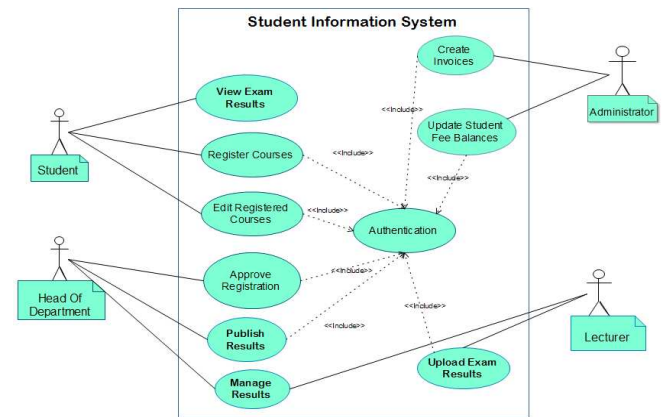 Student Information System
Create
Invoices
Administrator
View Exam
Results
<<Include>>
Update Student
Fee Balances
Student
Register Courses
<<Include>>
<<Include>>
Edit Registered
Courses
<<Include>>
Authentication
Head Of
Department
Approve
Registration
<<Include>>
<<Include>>
Publish
Results
<<Include>>
Lecturer
Upload Exam
Results
Manage
Results